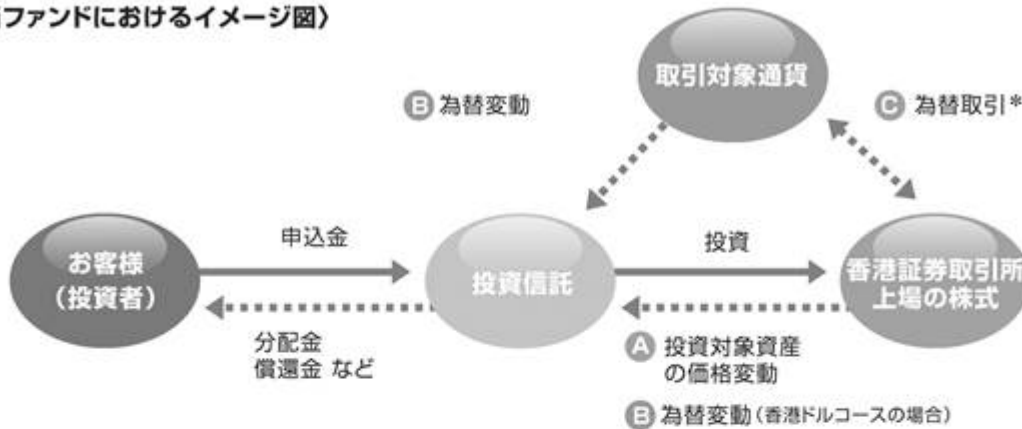 ファンドにおけるイメージ図〉
取引対象通貨
B 為替変動
C 為替取引*
お客様
(投資者)
申込金
投資信託
投資
香港証券取引所
上場の株式
分配金
償還金 など
A 投資対象資産
の価格変動
B 為替変動(香港ドルコースの場合)